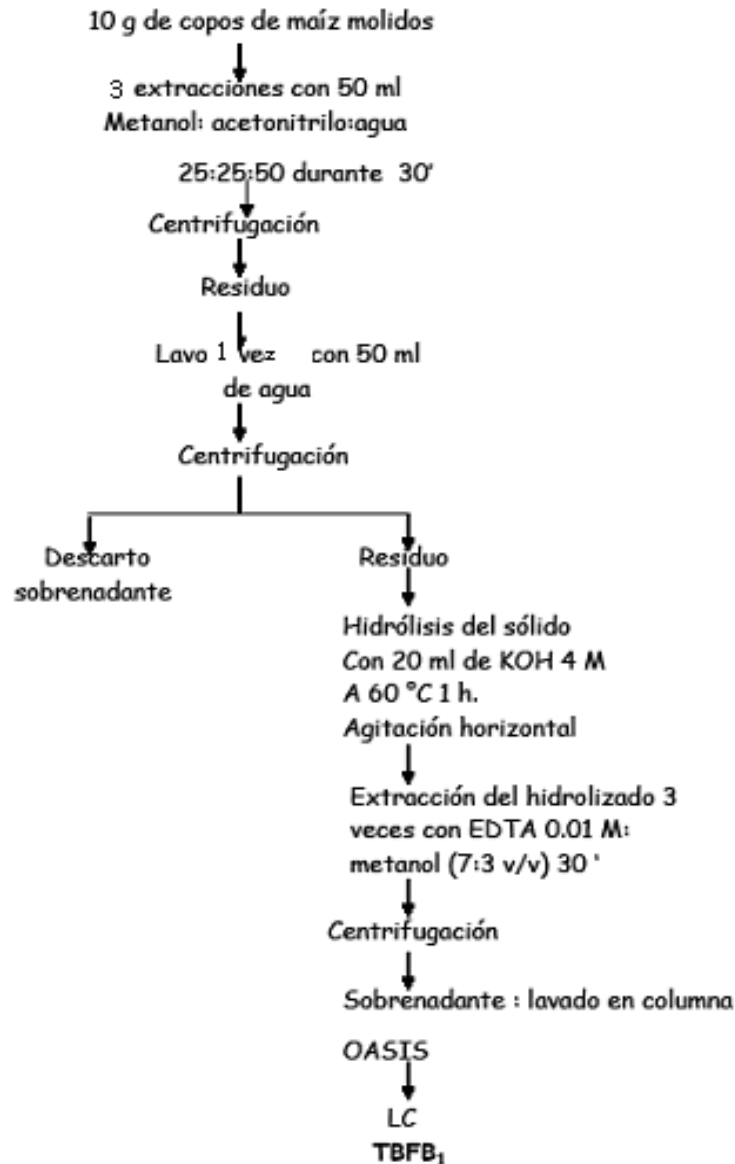 10 g de copos de maíz molidos
3 extracciones con 50 ml
Metanol: acetonitrilo:agua
25:25:50 durante 30'
Centrifugación
Residuo
Lavo 1 vez con 50 ml
de agua
Centrifugación
Descarto
sobrenadante
Residuo
Hidrólisis del sólido
Con 20 ml de KOH 4 M
A 60 °C 1 h.
Agitación horizontal
Extracción del hidrolizado 3
veces con EDTA 0.01 M:
metanol (7:3 v/v) 30 '
Centrifugación
Sobrenadante : lavado en columna
OASIS
LC
TBFB₁